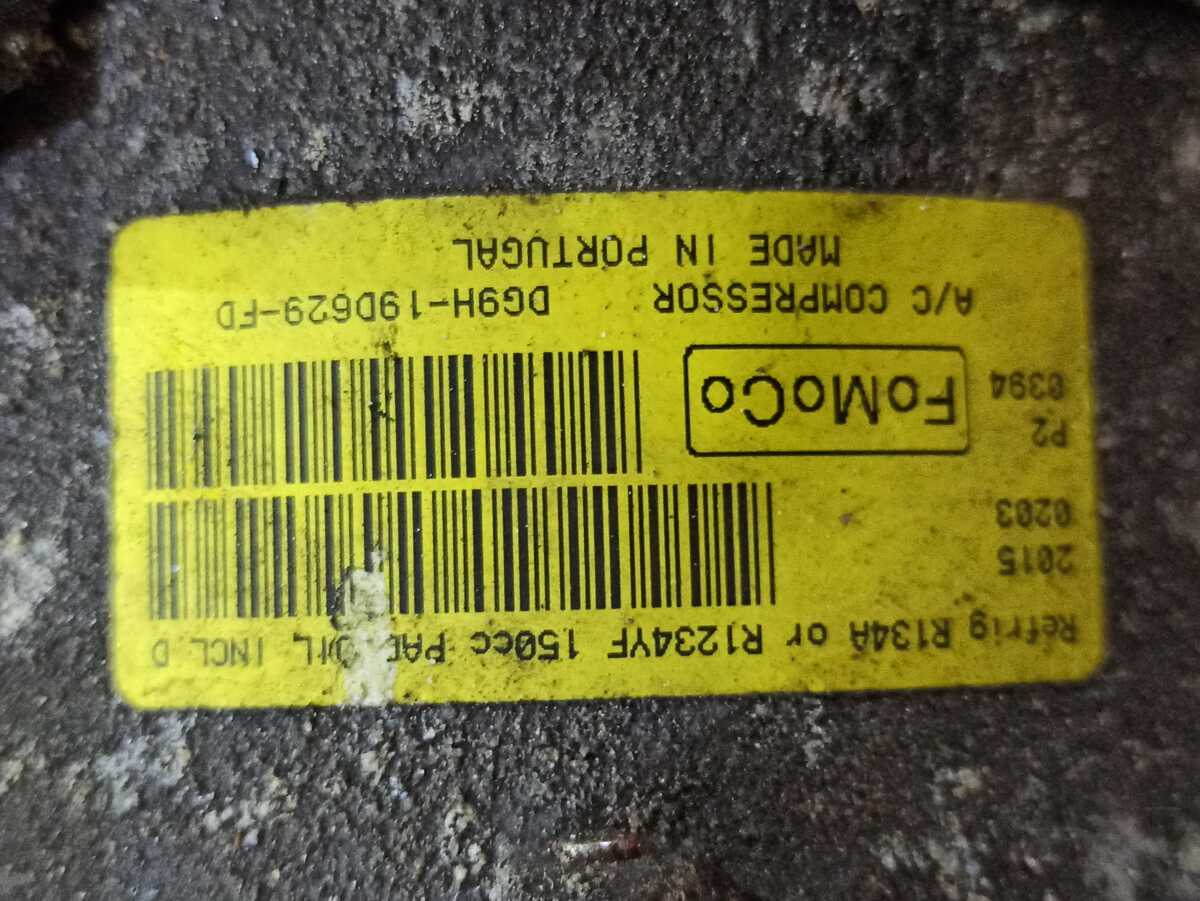 Refrig R134A or R1234YF 150cc PAG OIL INCL D
2015
0203
P2
0394
FoMoCo
A/C COMPRESSOR DG9H-19D629-FD
MADE IN PORTUGAL